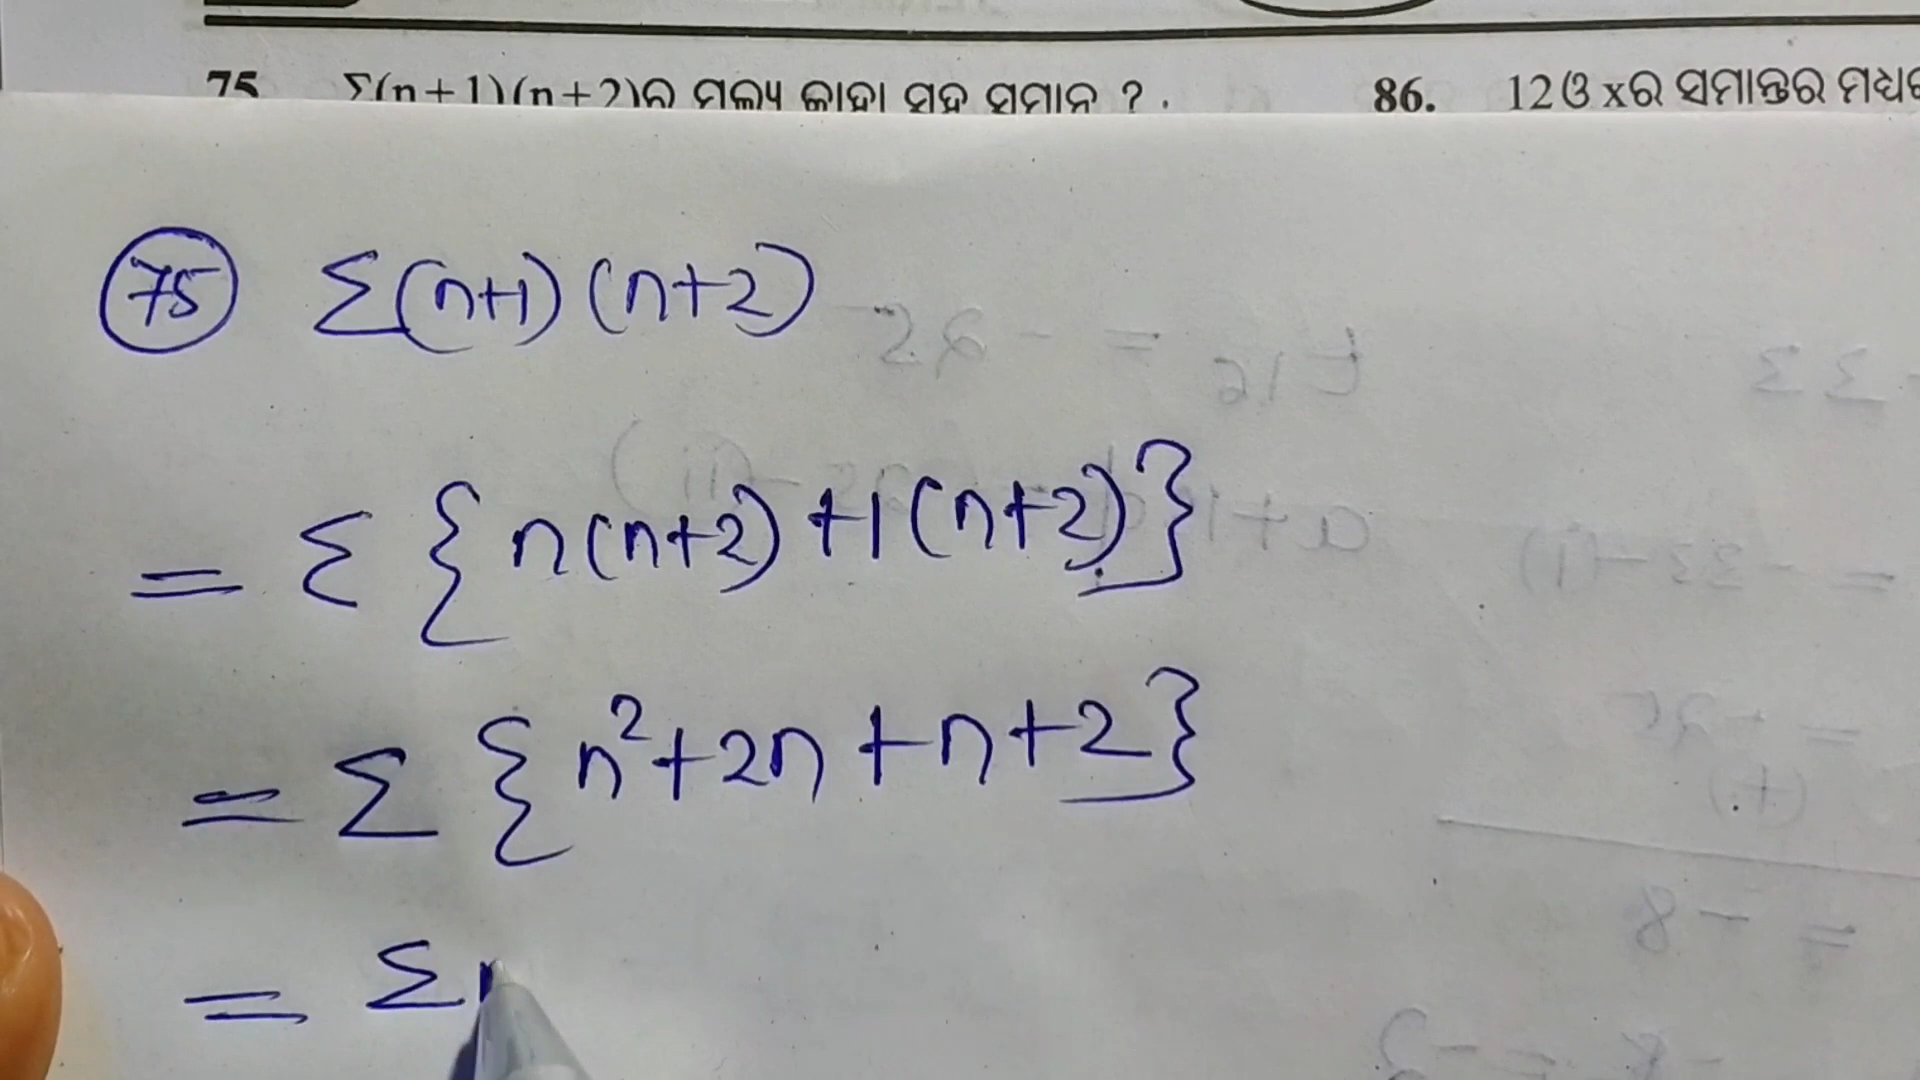 75 Σ(n+1)(n+2)ର ମୂଲ୍ୟ କାହା ସହ ସମାନ ? .
86. 12 ଓ xର ସମାନ୍ତର
75 Σ(n+1)(n+2)
= Σ{n(n+2)+1(n+2)}
= Σ{n²+2n+n+2}
= Σ